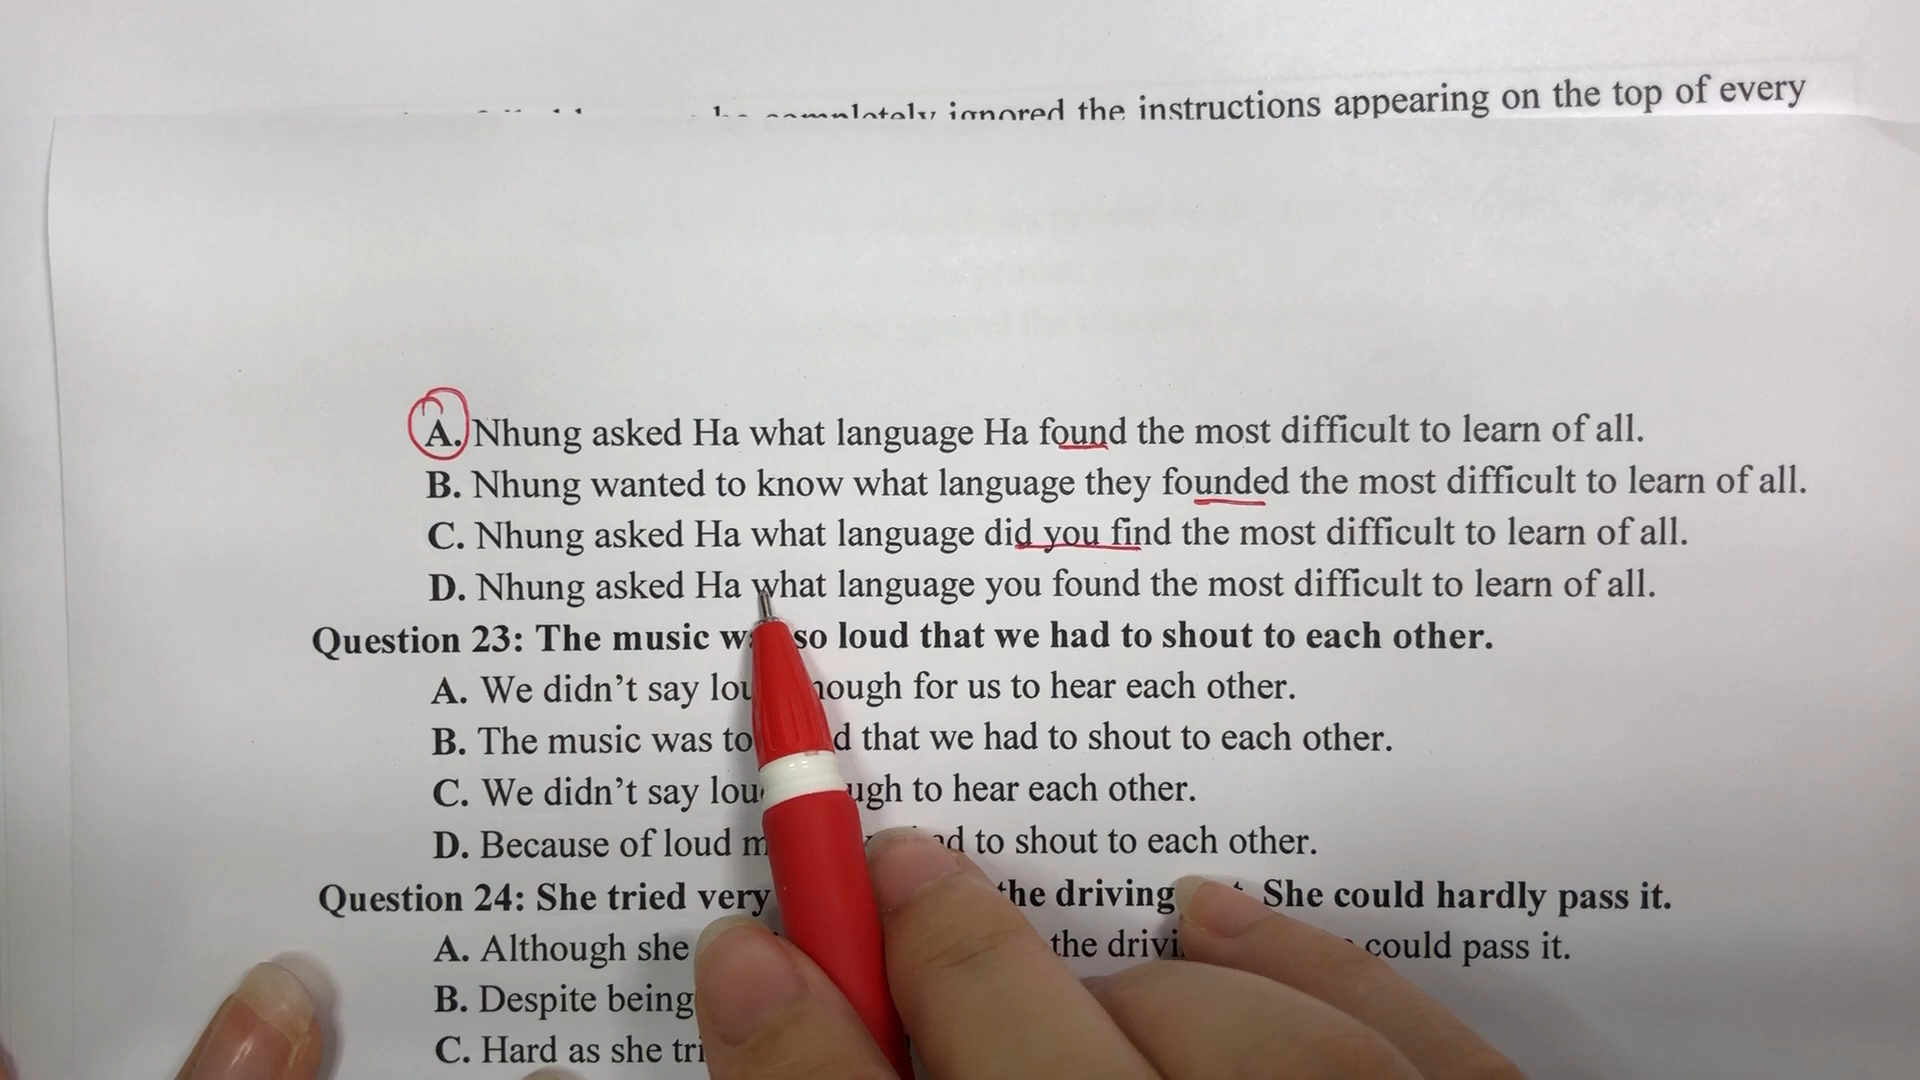 completely ignored the instructions appearing on the top of every
A. Nhung asked Ha what language Ha found the most difficult to learn of all.
B. Nhung wanted to know what language they founded the most difficult to learn of all.
C. Nhung asked Ha what language did you find the most difficult to learn of all.
D. Nhung asked Ha what language you found the most difficult to learn of all.
Question 23: The music so loud that we had to shout to each other.
A. We didn't say for us to hear each other.
B. The music was that we had to shout to each other.
C. We didn't say to hear each other.
D. Because of loud to shout to each other.
Question 24: She tried very the driving She could hardly pass it.
A. Although she the could pass it.
B. Despite being
C. Hard as she